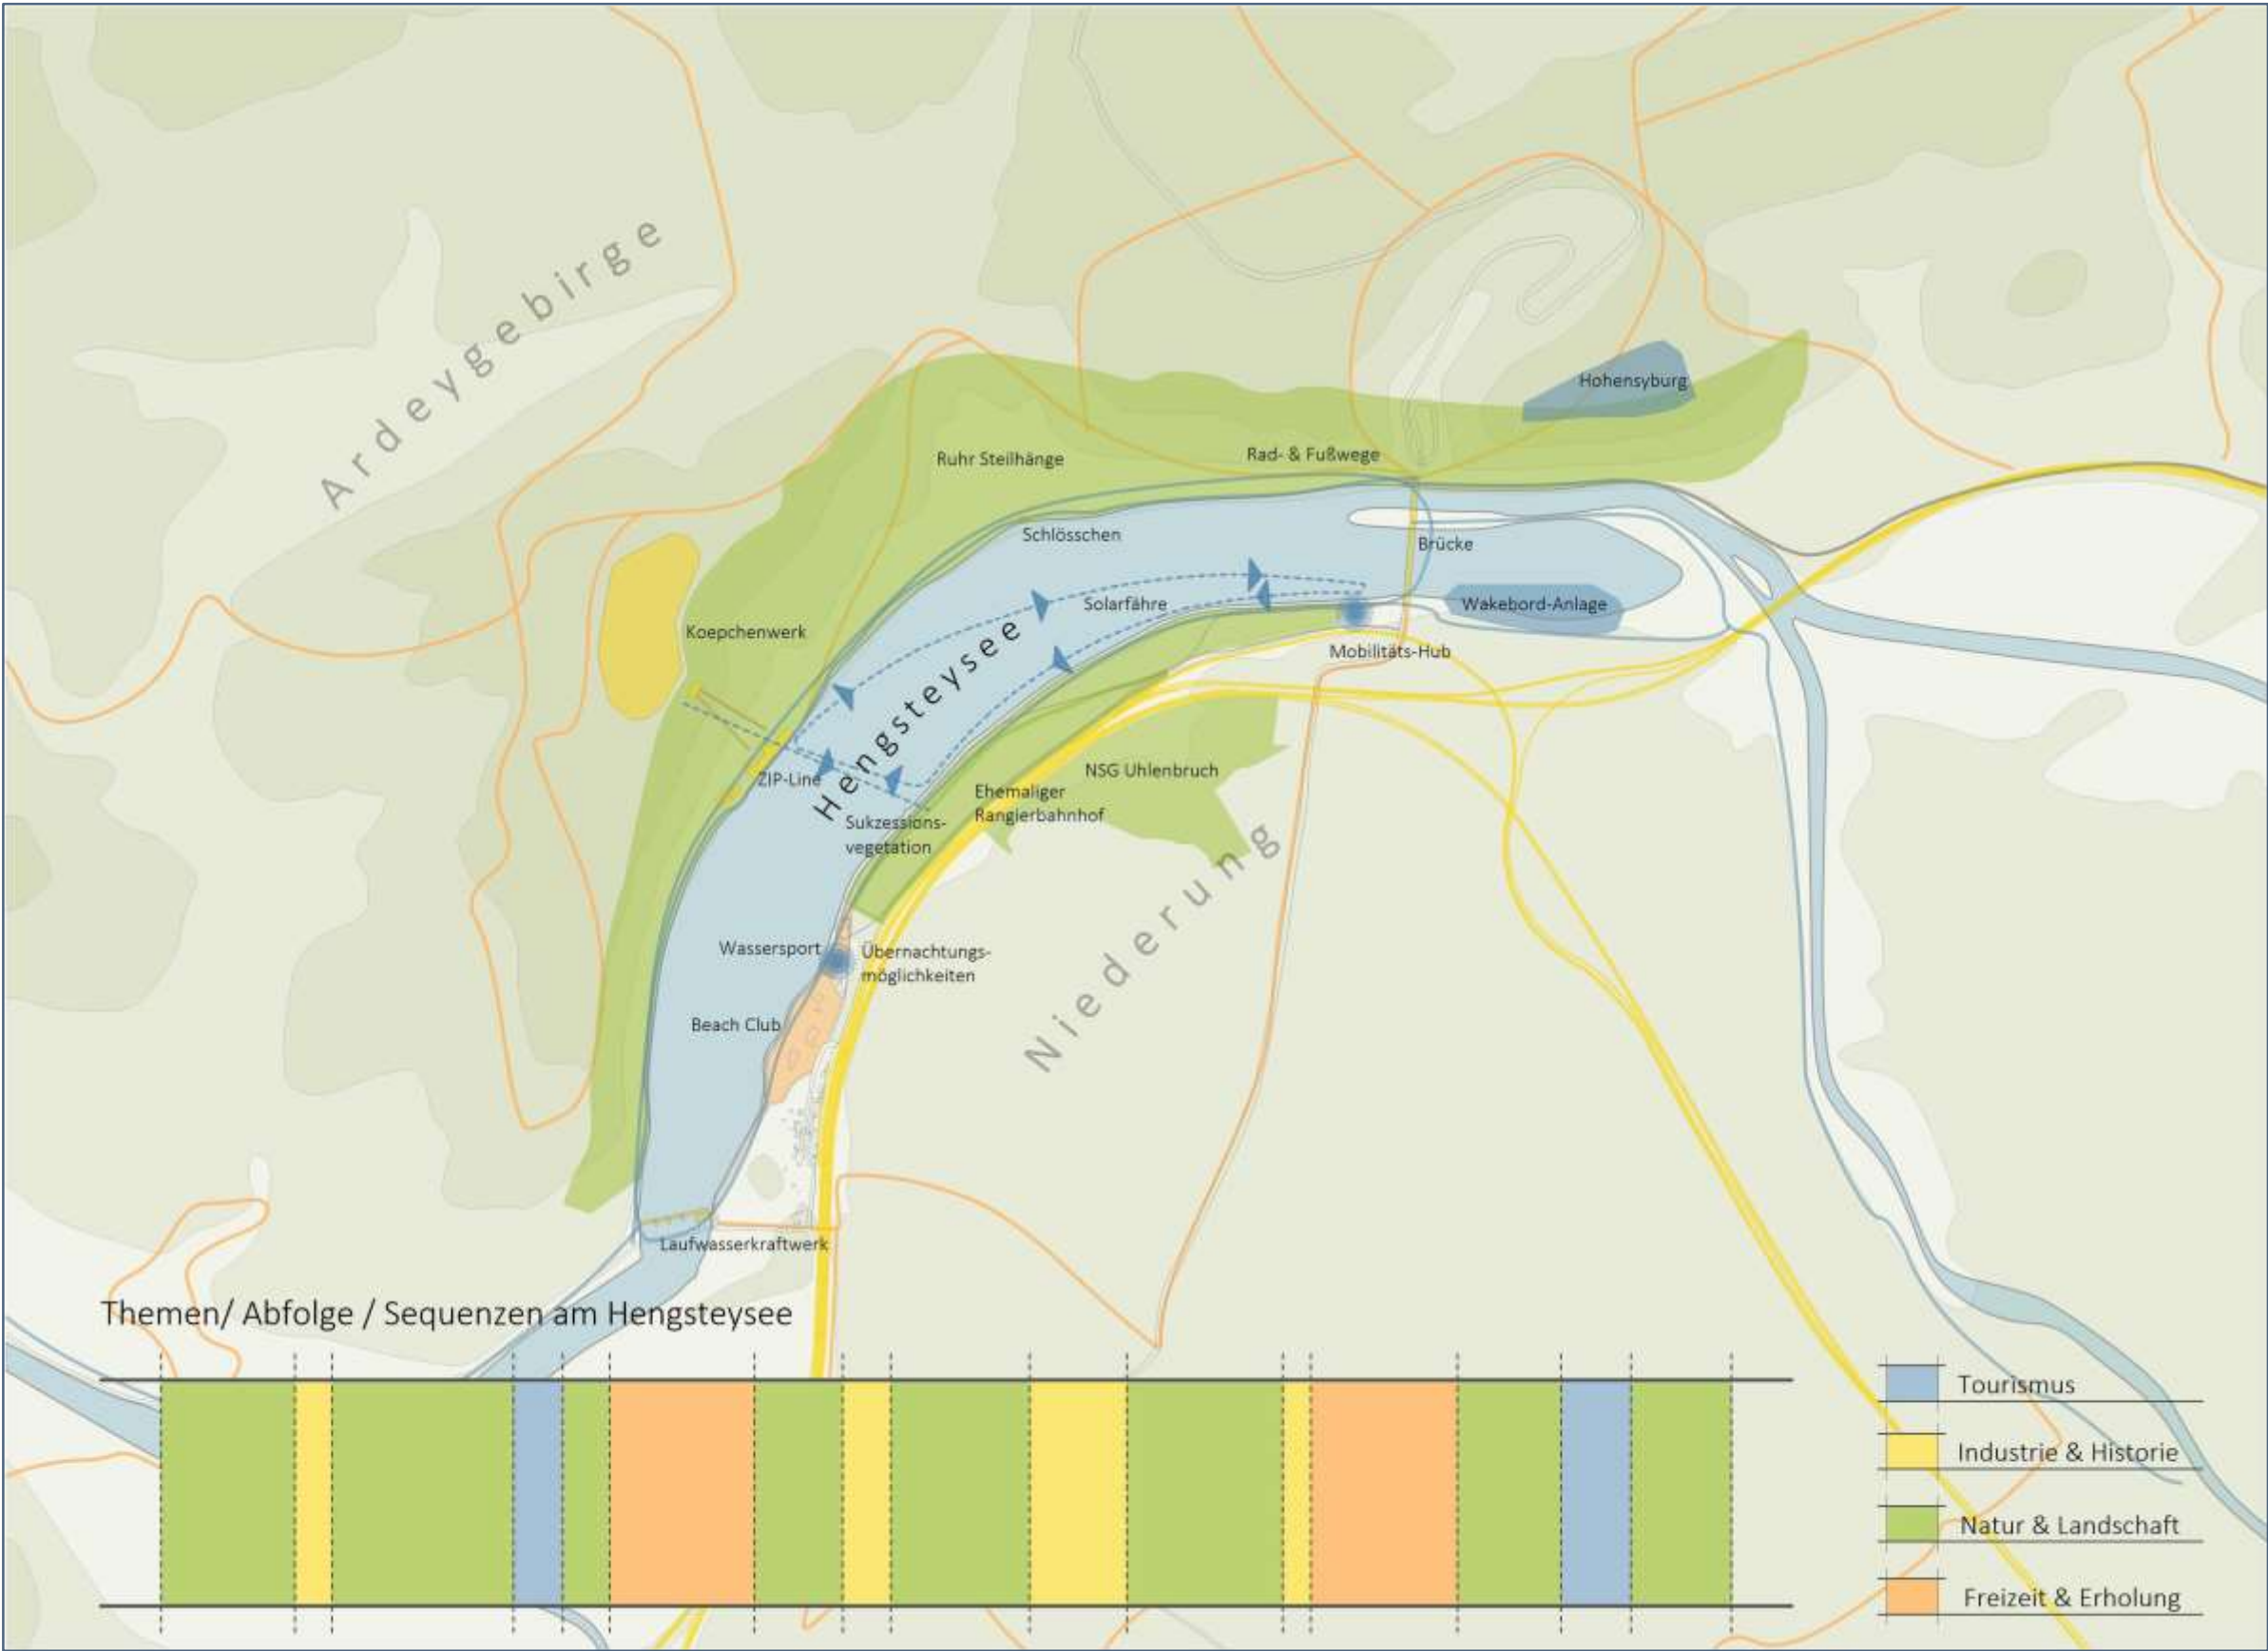 Ardeygebirge
Hohensyburg
Ruhr Steilhänge
Rad- & Fußwege
Schlösschen
Brücke
Solarfähre
Wakebord-Anlage
Koepchenwerk
Hengsteysee
Mobilitäts-Hub
ZIP-Line
NSG Uhlenbruch
Ehemaliger
Rangierbahnhof
Sukzessions-
vegetation
Niederung
Wassersport
Übernachtungs-
möglichkeiten
Beach Club
Laufwasserkraftwerk
Themen/ Abfolge / Sequenzen am Hengsteysee
Tourismus
Industrie & Historie
Natur & Landschaft
Freizeit & Erholung